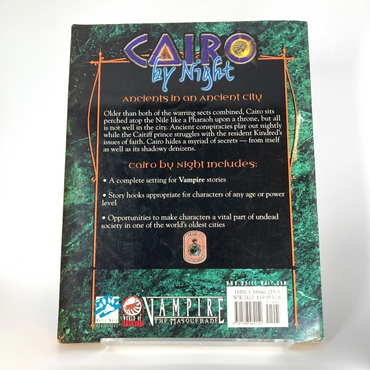 CAIRO
by Night
Ancients in an Ancient City
Older than both of the warring sects combined, Cairo sits
perched atop the Nile like a Pharaoh upon a throne, but all
is not well in the city. Ancient conspiracies play out nightly
while the Caitiff prince struggles with the resident Kindred's
issues of faith. Cairo hides a myriad of secrets — from itself
as well as its shadowy denizens.
Cairo by Night Includes:
• A complete setting for Vampire stories
• Story hooks appropriate for characters of any age or power
level
• Opportunities to make characters a vital part of undead
society in one of the world's oldest cities
VAMPIRE
THE MASQUERADE